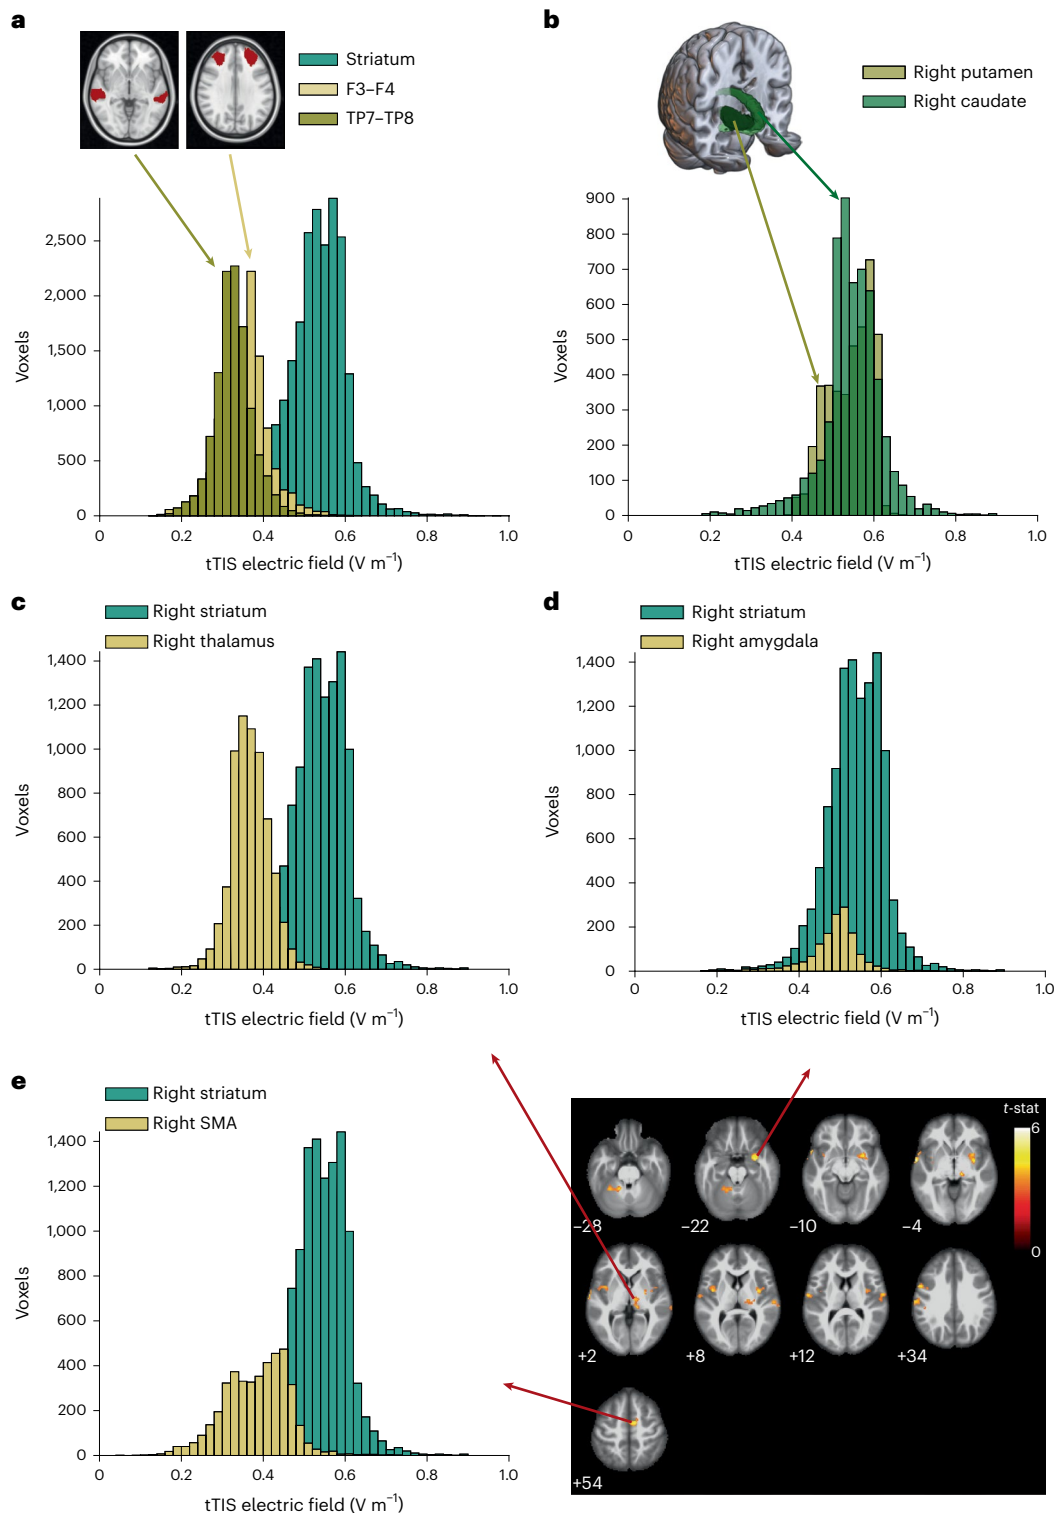 a
Striatum
F3–F4
TP7–TP8
2,500
2,000
1,500
1,000
500
0
Voxels
0 0.2 0.4 0.6 0.8 1.0
tTIS electric field (V m⁻¹)
b
Right putamen
Right caudate
900
800
700
600
500
400
300
200
100
0
Voxels
0 0.2 0.4 0.6 0.8 1.0
tTIS electric field (V m⁻¹)
c
Right striatum
Right thalamus
1,400
1,200
1,000
800
600
400
200
0
Voxels
0 0.2 0.4 0.6 0.8 1.0
tTIS electric field (V m⁻¹)
d
Right striatum
Right amygdala
1,400
1,200
1,000
800
600
400
200
0
Voxels
0 0.2 0.4 0.6 0.8 1.0
tTIS electric field (V m⁻¹)
e
Right striatum
Right SMA
1,400
1,200
1,000
800
600
400
200
0
Voxels
0 0.2 0.4 0.6 0.8 1.0
tTIS electric field (V m⁻¹)
t-stat
6
0
−28 −22 −10 −4
+2 +8 +12 +34
+54